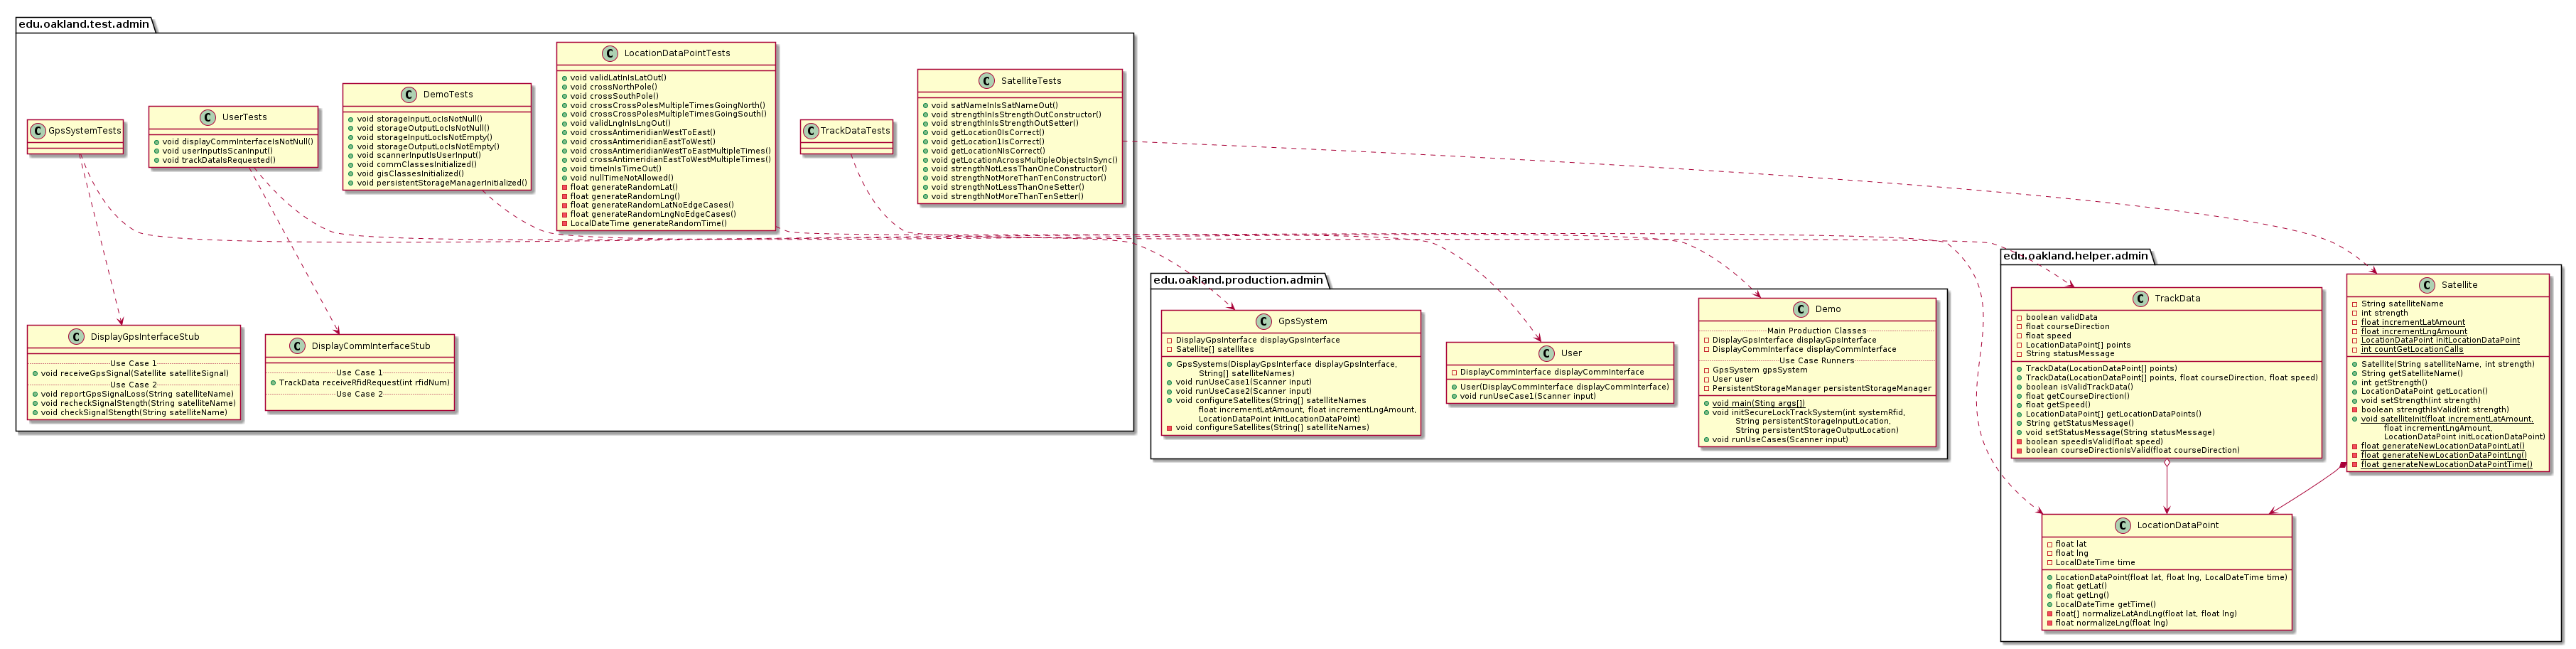 edu.oakland.test.admin
GpsSystemTests
UserTests
void displayCommInterfaceIsNotNull()
void userInputIsScanInput()
void trackDataIsRequested()
DemoTests
void storageInputLocIsNotNull()
void storageOutputLocIsNotNull()
void storageInputLocIsNotEmpty()
void storageOutputLocIsNotEmpty()
void scannerInputIsUserInput()
void commClassesInitialized()
void gisClassesInitialized()
void persistentStorageManagerInitialized()
LocationDataPointTests
void validLatInIsLatOut()
void crossNorthPole()
void crossSouthPole()
void crossCrossPolesMultipleTimesGoingNorth()
void crossCrossPolesMultipleTimesGoingSouth()
void validLngInIsLngOut()
void crossAntimeridianWestToEast()
void crossAntimeridianEastToWest()
void crossAntimeridianWestToEastMultipleTimes()
void crossAntimeridianEastToWestMultipleTimes()
void timeInIsTimeOut()
void nullTimeNotAllowed()
float generateRandomLat()
float generateRandomLng()
float generateRandomLatNoEdgeCases()
float generateRandomLngNoEdgeCases()
LocalDateTime generateRandomTime()
TrackDataTests
SatelliteTests
void satNameInIsSatNameOut()
void strengthInIsStrengthOutConstructor()
void strengthInIsStrengthOutSetter()
void getLocation0IsCorrect()
void getLocation1IsCorrect()
void getLocationNIsCorrect()
void getLocationAcrossMultipleObjectsInSync()
void strengthNotLessThanOneConstructor()
void strengthNotMoreThanTenConstructor()
void strengthNotLessThanOneSetter()
void strengthNotMoreThanTenSetter()
DisplayGpsInterfaceStub
Use Case 1
void receiveGpsSignal(Satellite satelliteSignal)
Use Case 2
void reportGpsSignalLoss(String satelliteName)
void recheckSignalStength(String satelliteName)
void checkSignalStength(String satelliteName)
DisplayCommInterfaceStub
Use Case 1
TrackData receiveRfidRequest(int rfidNum)
Use Case 2
edu.oakland.production.admin
GpsSystem
DisplayGpsInterface displayGpsInterface
Satellite[] satellites
GpsSystems(DisplayGpsInterface displayGpsInterface,
String[] satelliteNames)
void runUseCase1(Scanner input)
void runUseCase2(Scanner input)
void configureSatellites(String[] satelliteNames
float incrementLatAmount, float incrementLngAmount,
LocationDataPoint initLocationDataPoint)
void configureSatellites(String[] satelliteNames)
User
DisplayCommInterface displayCommInterface
User(DisplayCommInterface displayCommInterface)
void runUseCase1(Scanner input)
Demo
Main Production Classes
DisplayGpsInterface displayGpsInterface
DisplayCommInterface displayCommInterface
Use Case Runners
GpsSystem gpsSystem
User user
PersistentStorageManager persistentStorageManager
void main(Sting args[])
void initSecureLockTrackSystem(int systemRfid,
String persistentStorageInputLocation,
String persistentStorageOutputLocation)
void runUseCases(Scanner input)
edu.oakland.helper.admin
TrackData
boolean validData
float courseDirection
float speed
LocationDataPoint[] points
String statusMessage
TrackData(LocationDataPoint[] points)
TrackData(LocationDataPoint[] points, float courseDirection, float speed)
boolean isValidTrackData()
float getCourseDirection()
float getSpeed()
LocationDataPoint[] getLocationDataPoints()
String getStatusMessage()
void setStatusMessage(String statusMessage)
boolean speedIsValid(float speed)
boolean courseDirectionIsValid(float courseDirection)
Satellite
String satelliteName
int strength
float incrementLatAmount
float incrementLngAmount
LocationDataPoint initLocationDataPoint
int countGetLocationCalls
Satellite(String satelliteName, int strength)
String getSatelliteName()
int getStrength()
LocationDataPoint getLocation()
void setStrength(int strength)
boolean strengthIsValid(int strength)
void satelliteInit(float incrementLatAmount,
float incrementLngAmount,
LocationDataPoint initLocationDataPoint)
float generateNewLocationDataPointLat()
float generateNewLocationDataPointLng()
float generateNewLocationDataPointTime()
LocationDataPoint
float lat
float lng
LocalDateTime time
LocationDataPoint(float lat, float lng, LocalDateTime time)
float getLat()
float getLng()
LocalDateTime getTime()
float[] normalizeLatAndLng(float lat, float lng)
float normalizeLng(float lng)